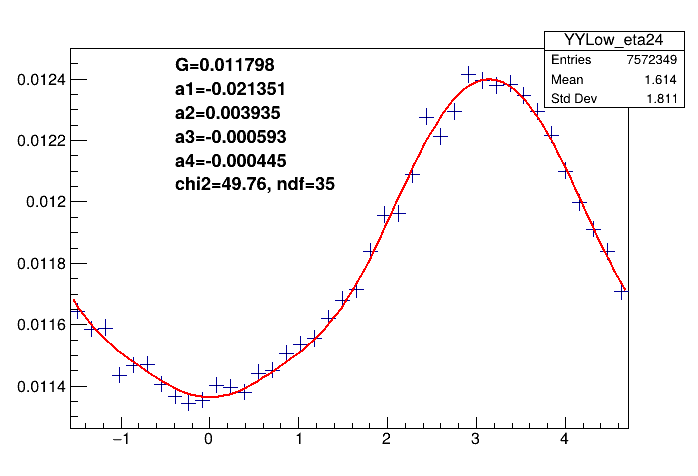 YYLow_eta24
Entries 7572349
Mean 1.614
Std Dev 1.811
G=0.011798
a1=-0.021351
a2=0.003935
a3=-0.000593
a4=-0.000445
chi2=49.76, ndf=35
0.0124
0.0122
0.012
0.0118
0.0116
0.0114
−1 0 1 2 3 4